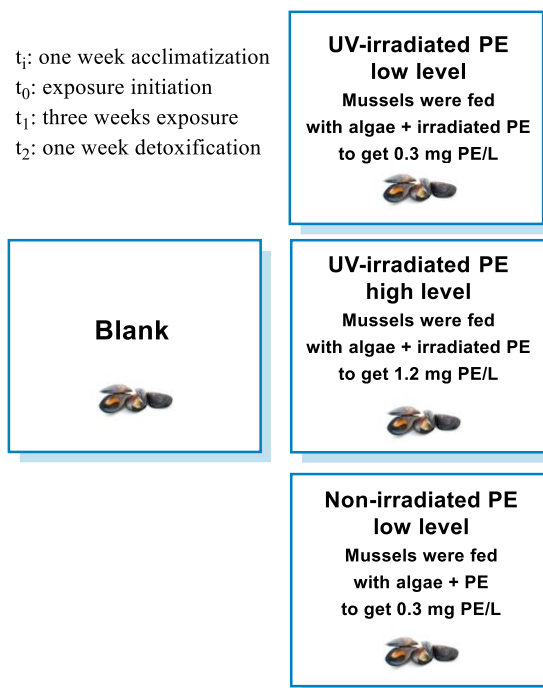 tᵢ: one week acclimatization
t₀: exposure initiation
t₁: three weeks exposure
t₂: one week detoxification
UV-irradiated PE
low level
Mussels were fed
with algae + irradiated PE
to get 0.3 mg PE/L
Blank
UV-irradiated PE
high level
Mussels were fed
with algae + irradiated PE
to get 1.2 mg PE/L
Non-irradiated PE
low level
Mussels were fed
with algae + PE
to get 0.3 mg PE/L